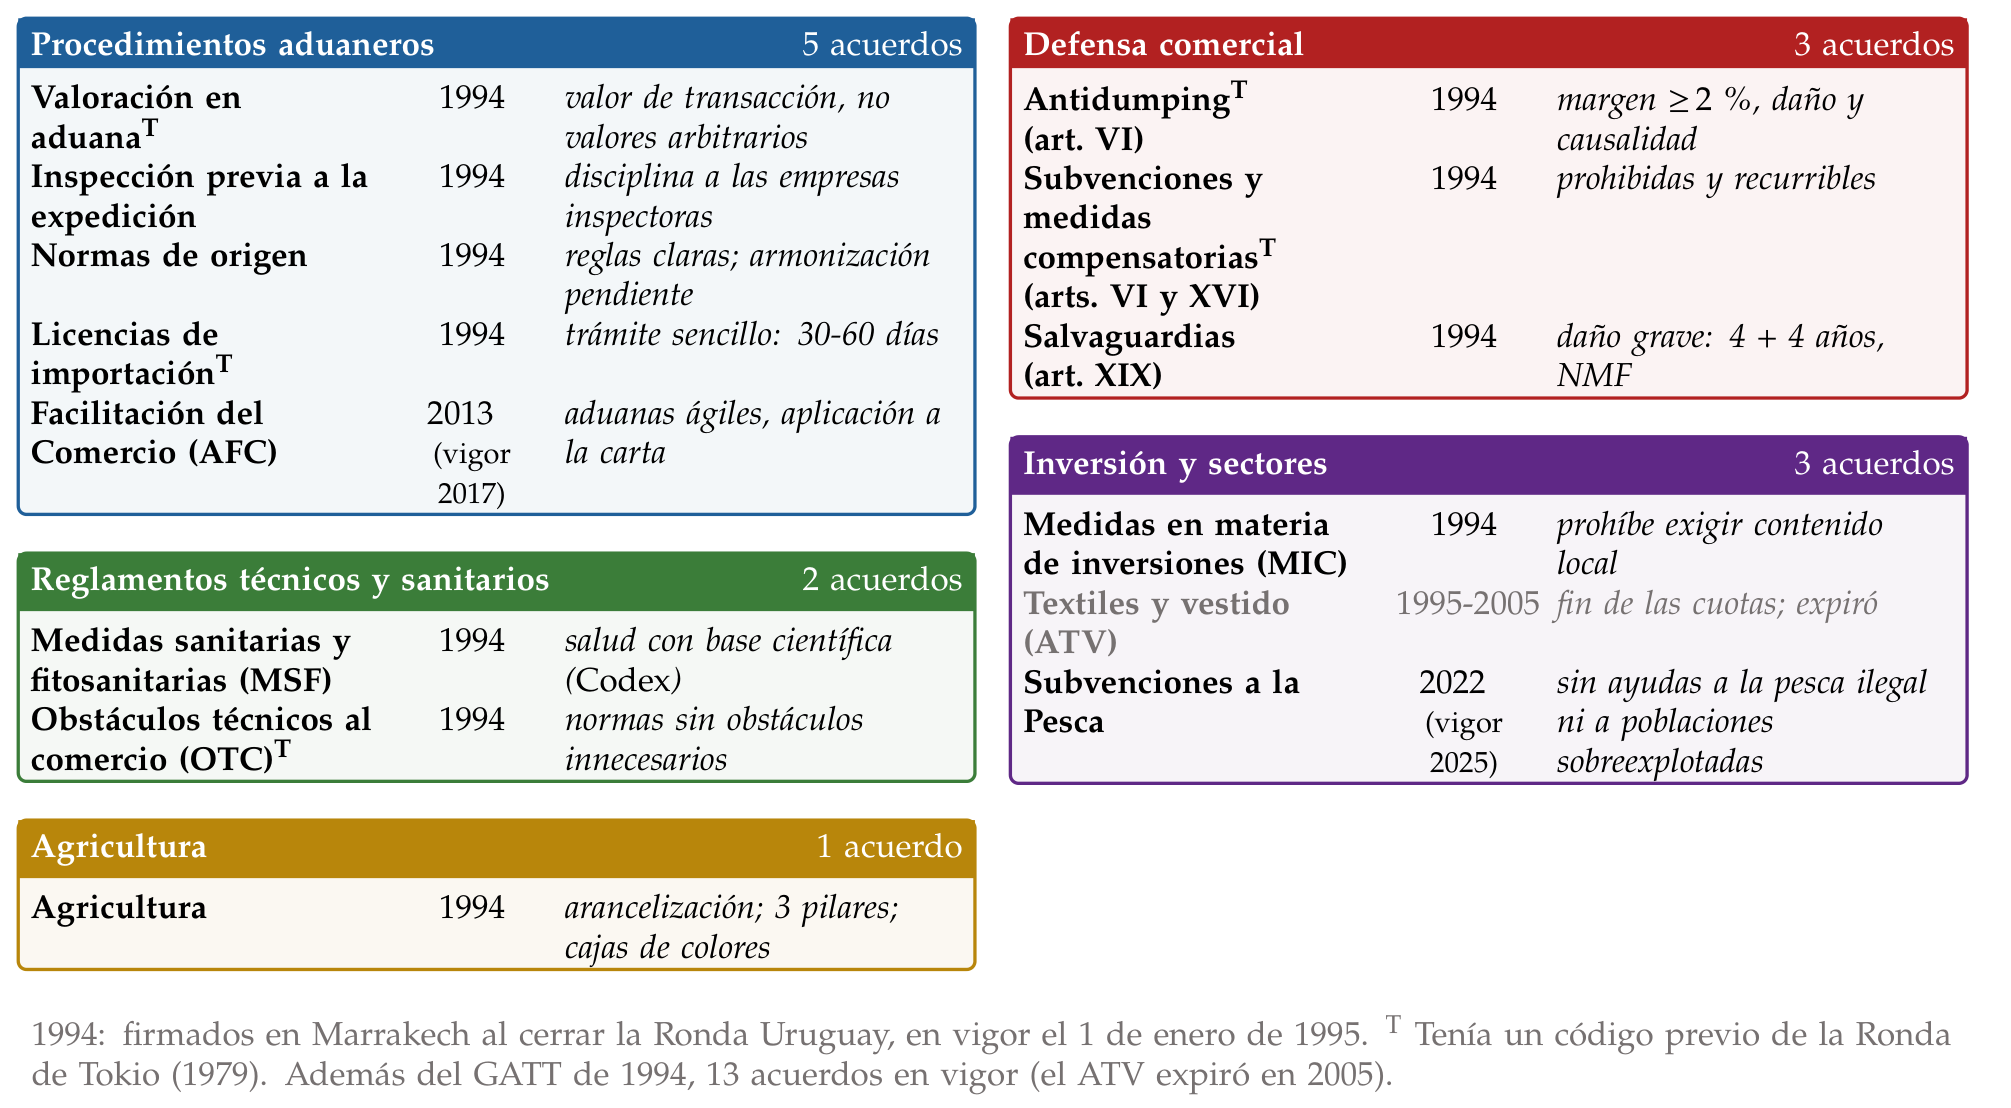 Procedimientos aduaneros 5 acuerdos
Valoración en 1994 valor de transacción, no
aduanaᵀ valores arbitrarios
Inspección previa a la 1994 disciplina a las empresas
expedición inspectoras
Normas de origen 1994 reglas claras; armonización
pendiente
Licencias de 1994 trámite sencillo: 30-60 días
importaciónᵀ
Facilitación del 2013 aduanas ágiles, aplicación a
Comercio (AFC) (vigor la carta
2017)
Reglamentos técnicos y sanitarios 2 acuerdos
Medidas sanitarias y 1994 salud con base científica
fitosanitarias (MSF) (Codex)
Obstáculos técnicos al 1994 normas sin obstáculos
comercio (OTC)ᵀ innecesarios
Agricultura 1 acuerdo
Agricultura 1994 arancelización; 3 pilares;
cajas de colores
Defensa comercial 3 acuerdos
Antidumpingᵀ 1994 margen ≥ 2 %, daño y
(art. VI) causalidad
Subvenciones y 1994 prohibidas y recurribles
medidas
compensatoriasᵀ
(arts. VI y XVI)
Salvaguardias 1994 daño grave: 4 + 4 años,
(art. XIX) NMF
Inversión y sectores 3 acuerdos
Medidas en materia 1994 prohíbe exigir contenido
de inversiones (MIC) local
Textiles y vestido 1995-2005 fin de las cuotas; expiró
(ATV)
Subvenciones a la 2022 sin ayudas a la pesca ilegal
Pesca (vigor ni a poblaciones
2025) sobreexplotadas
1994: firmados en Marrakech al cerrar la Ronda Uruguay, en vigor el 1 de enero de 1995. ᵀ Tenía un código previo de la Ronda
de Tokio (1979). Además del GATT de 1994, 13 acuerdos en vigor (el ATV expiró en 2005).